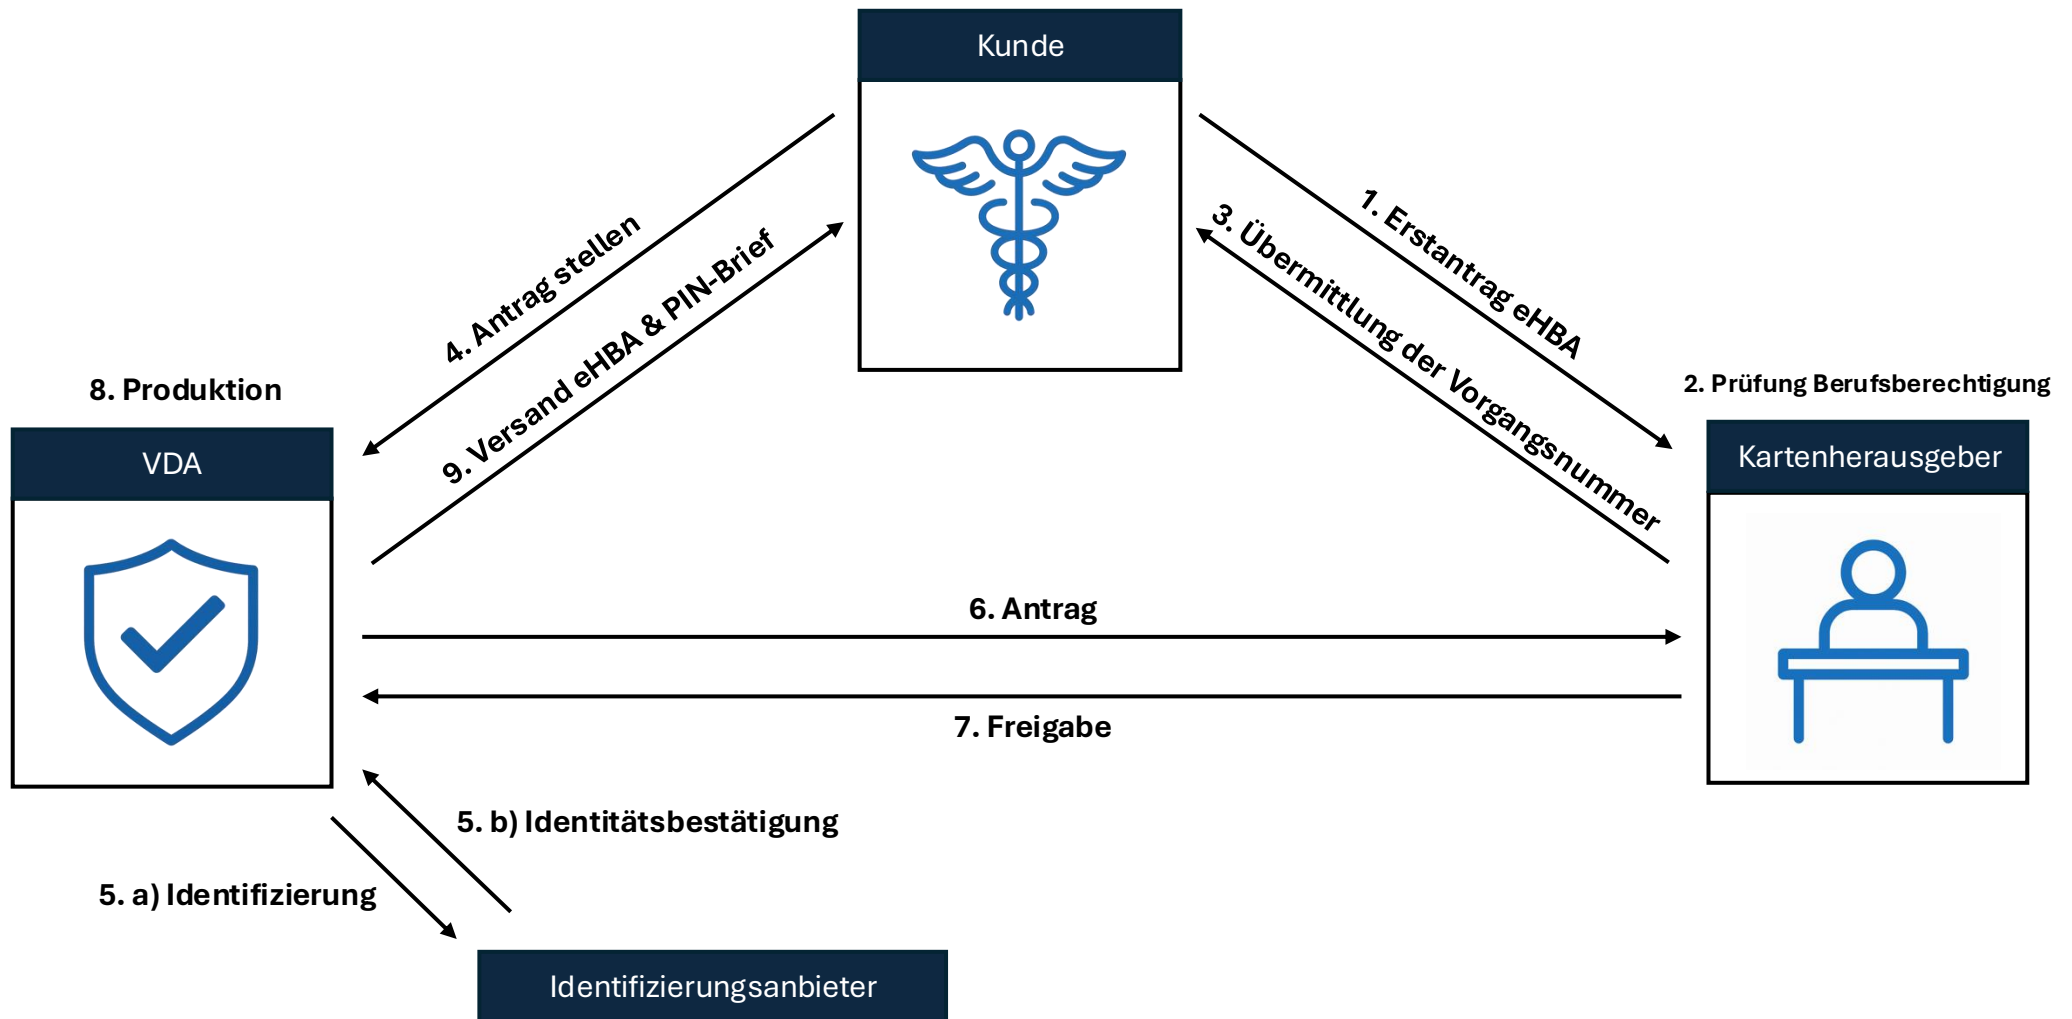 Kunde
1. Erstantrag eHBA
3. Übermittlung der Vorgangsnummer
4. Antrag stellen
9. Versand eHBA & PIN-Brief
8. Produktion
2. Prüfung Berufsberechtigung
VDA
Kartenherausgeber
6. Antrag
7. Freigabe
5. b) Identitätsbestätigung
5. a) Identifizierung
Identifizierungsanbieter